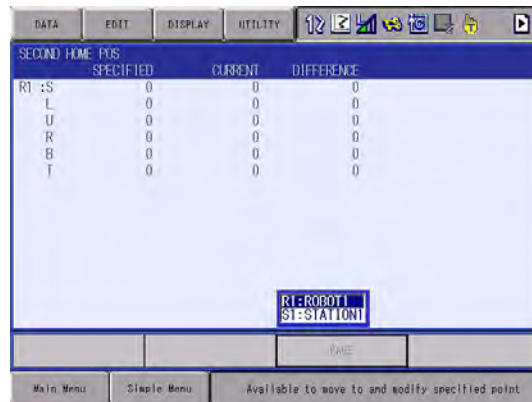 DATA EDIT DISPLAY UTILITY
SECOND HOME POS
SPECIFIED CURRENT DIFFERENCE
R1 :S 0 0 0
L 0 0 0
U 0 0 0
R 0 0 0
B 0 0 0
T 0 0 0
R1:ROBOT1
S1:STATION1
PAGE
Main Menu Simple Menu Available to move to and modify specified point